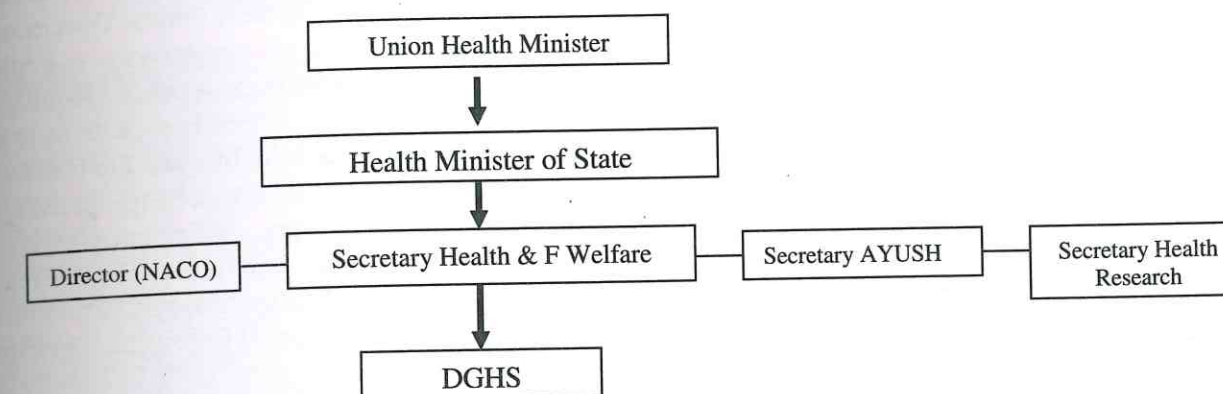 Union Health Minister
Health Minister of State
Director (NACO)
Secretary Health & F Welfare
Secretary AYUSH
Secretary Health
Research
DGHS